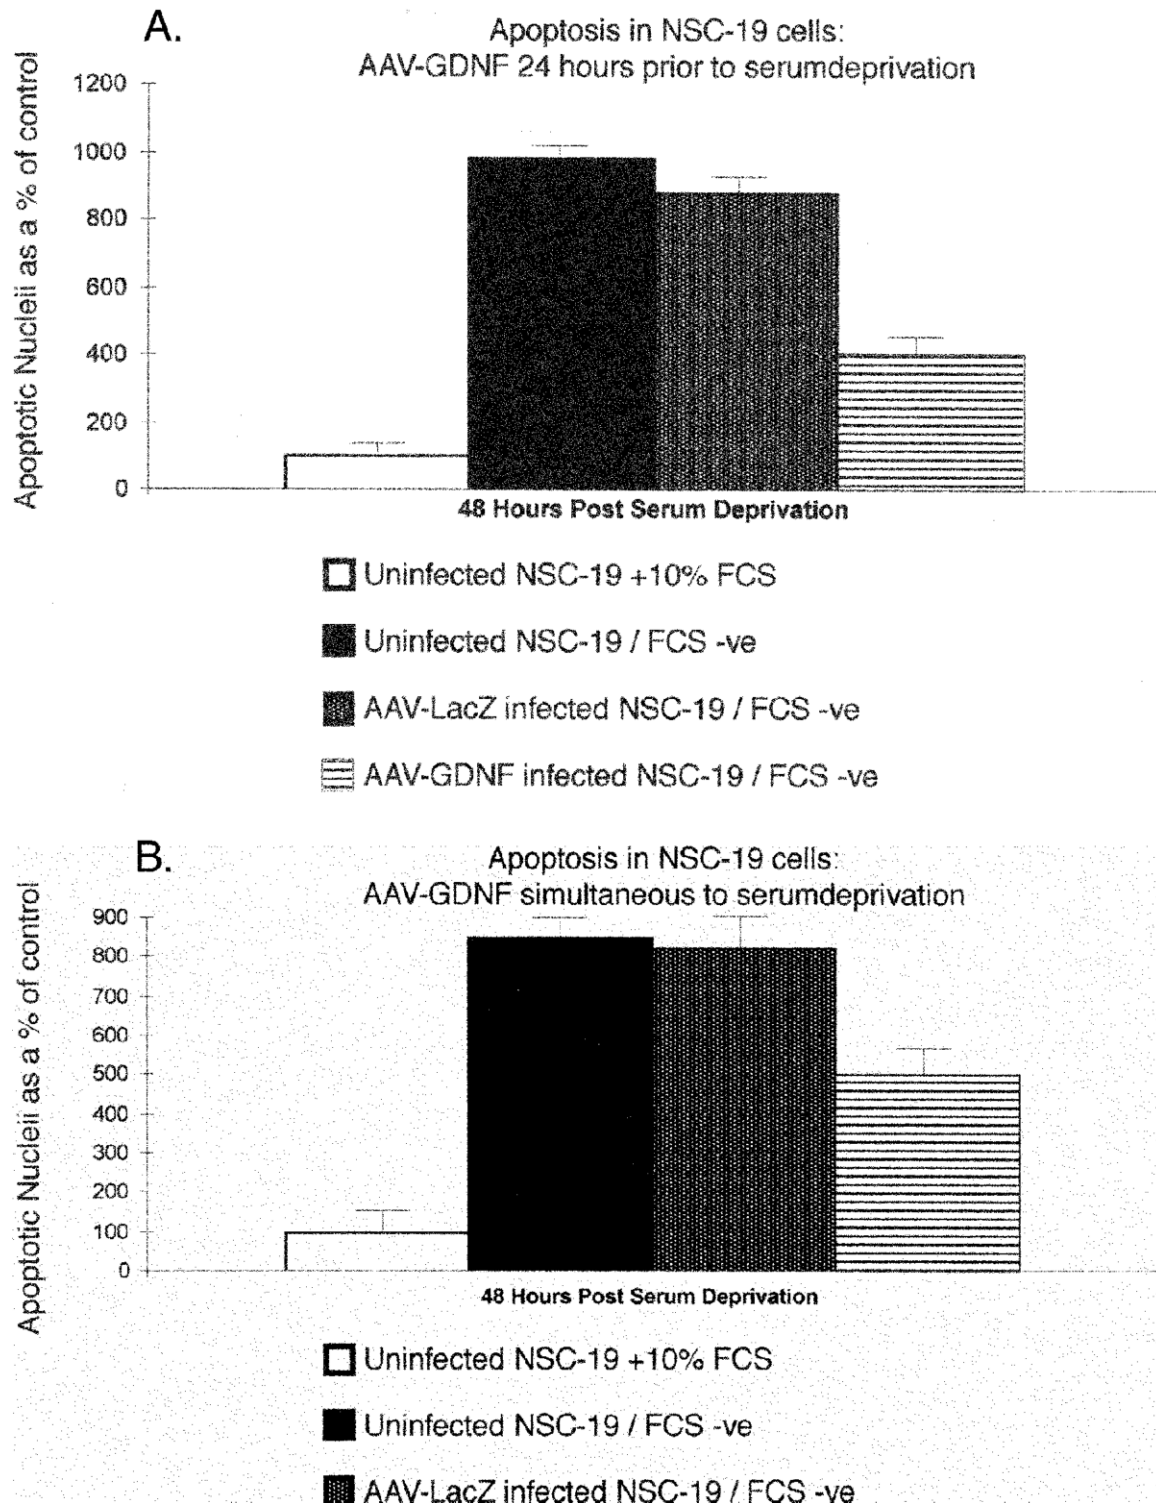 A.
Apoptosis in NSC-19 cells:
AAV-GDNF 24 hours prior to serumdeprivation
Apoptotic Nucleii as a % of control
1200
1000
800
600
400
200
0
48 Hours Post Serum Deprivation
Uninfected NSC-19 +10% FCS
Uninfected NSC-19 / FCS -ve
AAV-LacZ infected NSC-19 / FCS -ve
AAV-GDNF infected NSC-19 / FCS -ve
B.
Apoptosis in NSC-19 cells:
AAV-GDNF simultaneous to serumdeprivation
Apoptotic Nucleii as a % of control
900
800
700
600
500
400
300
200
100
0
48 Hours Post Serum Deprivation
Uninfected NSC-19 +10% FCS
Uninfected NSC-19 / FCS -ve
AAV-LacZ infected NSC-19 / FCS -ve